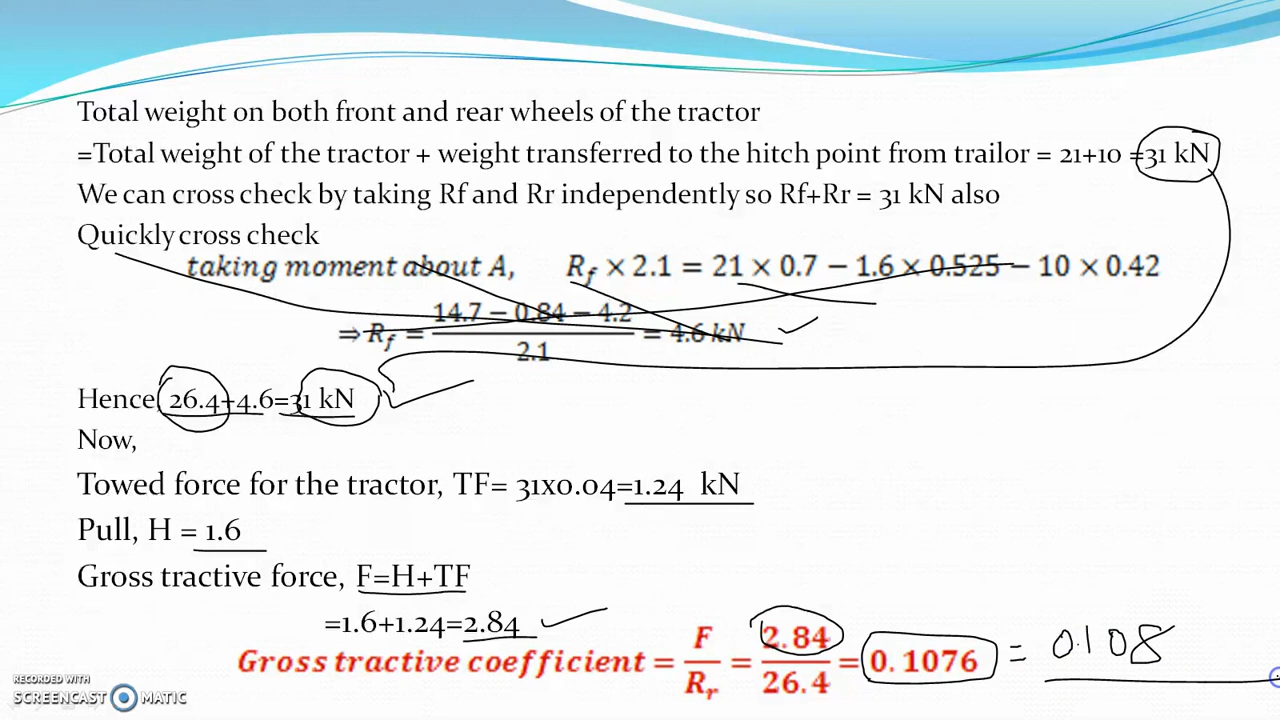 Total weight on both front and rear wheels of the tractor
=Total weight of the tractor + weight transferred to the hitch point from trailor = 21+10 =31 kN
We can cross check by taking Rf and Rr independently so Rf+Rr = 31 kN also
Quickly cross check
taking moment about A, R_f × 2.1 = 21 × 0.7 − 1.6 × 0.525 − 10 × 0.42
⇒ R_f = (14.7 − 0.84 − 4.2)/2.1 = 4.6 kN
Hence, 26.4+4.6=31 kN
Now,
Towed force for the tractor, TF= 31x0.04=1.24 kN
Pull, H = 1.6
Gross tractive force, F=H+TF
=1.6+1.24=2.84
Gross tractive coefficient = F/R_r = 2.84/26.4 = 0.1076 = 0.108
RECORDED WITH
SCREENCAST MATIC